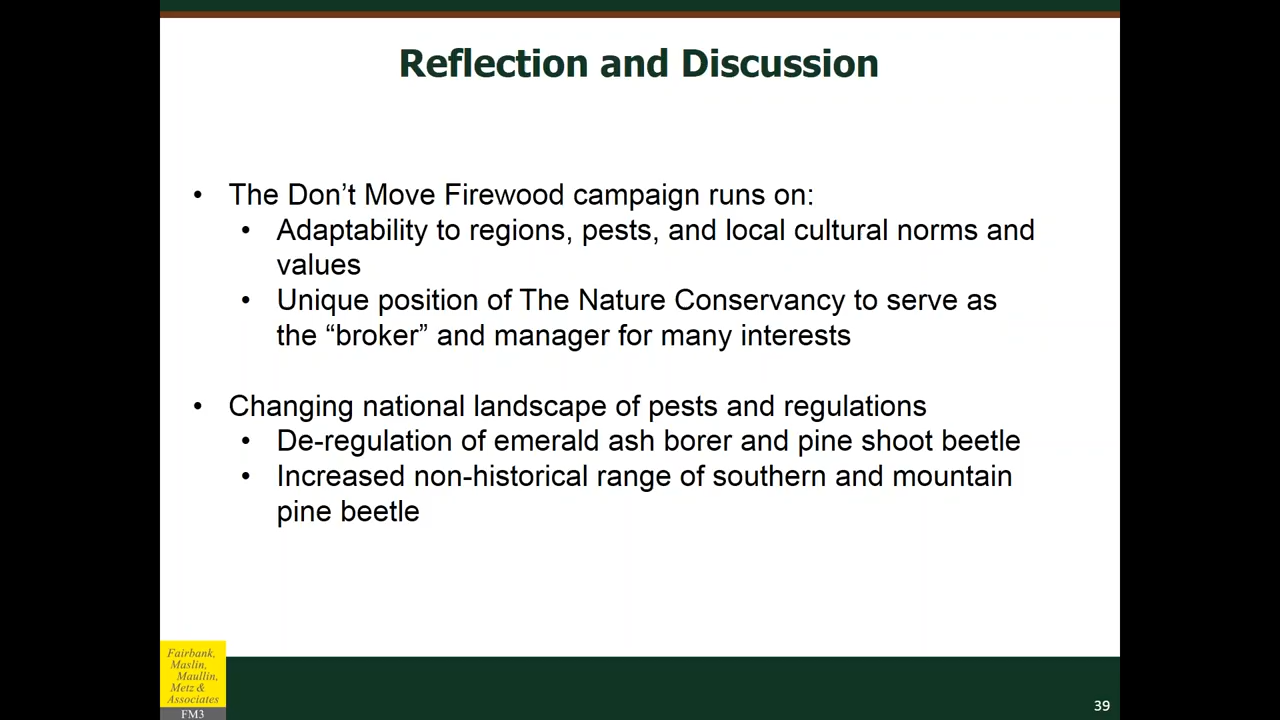 Reflection and Discussion
• The Don’t Move Firewood campaign runs on:
• Adaptability to regions, pests, and local cultural norms and
values
• Unique position of The Nature Conservancy to serve as
the “broker” and manager for many interests
• Changing national landscape of pests and regulations
• De-regulation of emerald ash borer and pine shoot beetle
• Increased non-historical range of southern and mountain
pine beetle
Fairbank,
Maslin,
Maullin,
Metz &
Associates
FM3
39